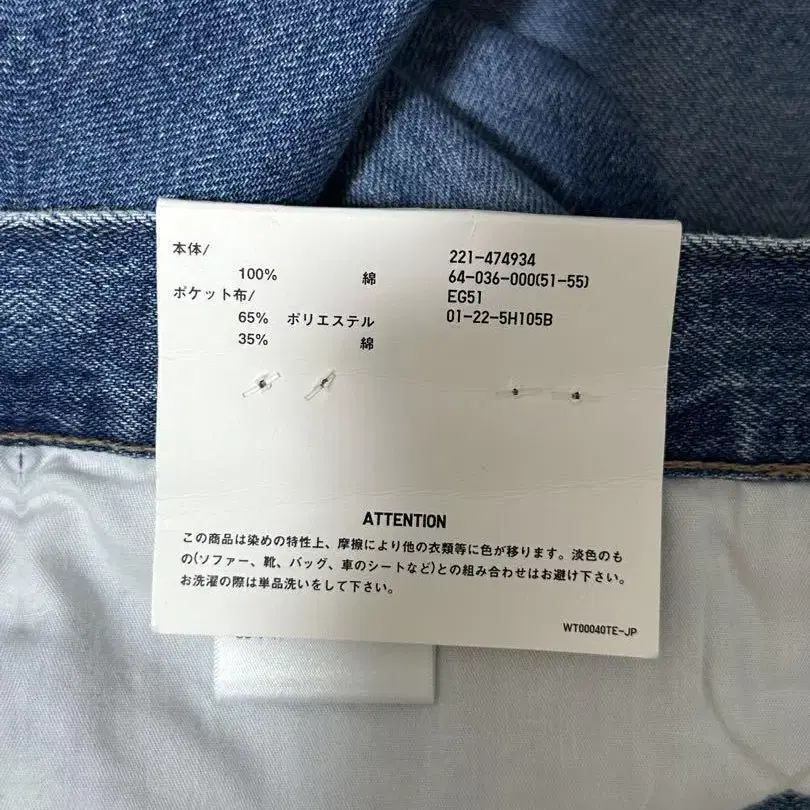 本体/
100% 綿
ポケット布/
65% ポリエステル
35% 綿
221-474934
64-036-000(51-55)
EG51
01-22-5H105B
ATTENTION
この商品は染めの特性上、摩擦により他の衣類等に色が移ります。淡色のも
の(ソファー、靴、バッグ、車のシートなど)との組み合わせはお避け下さい。
お洗濯の際は単品洗いをして下さい。
WT00040TE-JP